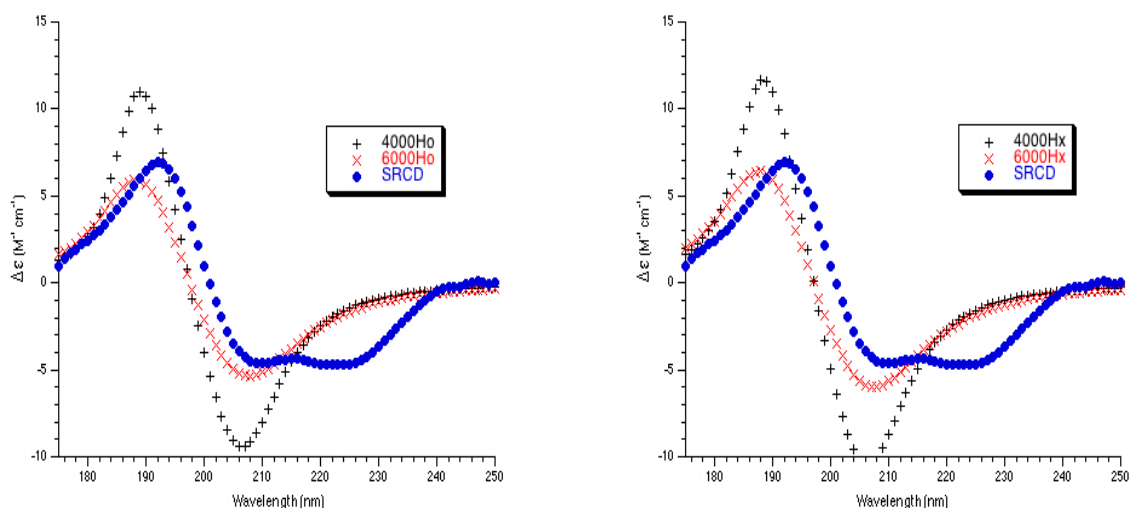 15
10
5
0
-5
-10
Δ ε (M⁻¹ cm⁻¹)
180 190 200 210 220 230 240 250
Wavelength (nm)
4000Ho
6000Ho
SRCD
15
10
5
0
-5
-10
Δ ε (M⁻¹ cm⁻¹)
180 190 200 210 220 230 240 250
Wavelength (nm)
4000Hx
6000Hx
SRCD